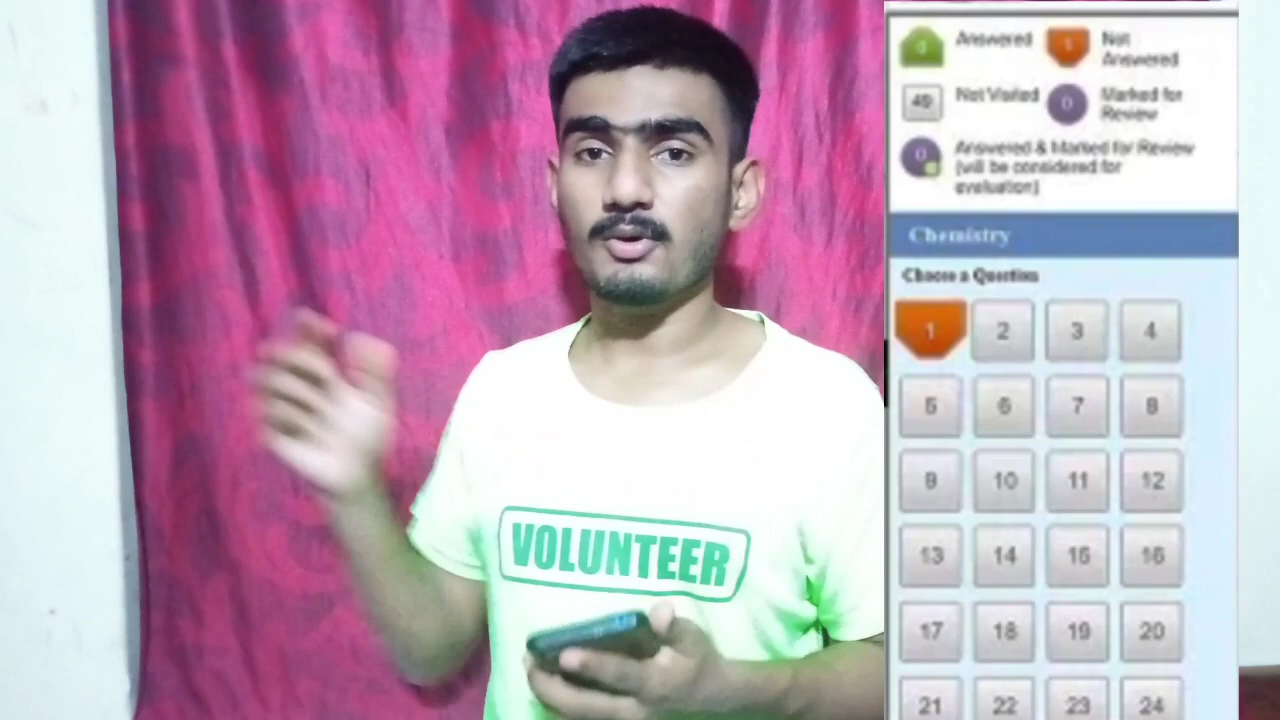 VOLUNTEER
Answered
Not
Answered
49
Not Visited
0
Marked for
Review
0
Answered & Marked for Review
(will be considered for
evaluation)
Chemistry
Choose a Question
1 2 3 4
5 6 7 8
9 10 11 12
13 14 15 16
17 18 19 20
21 22 23 24